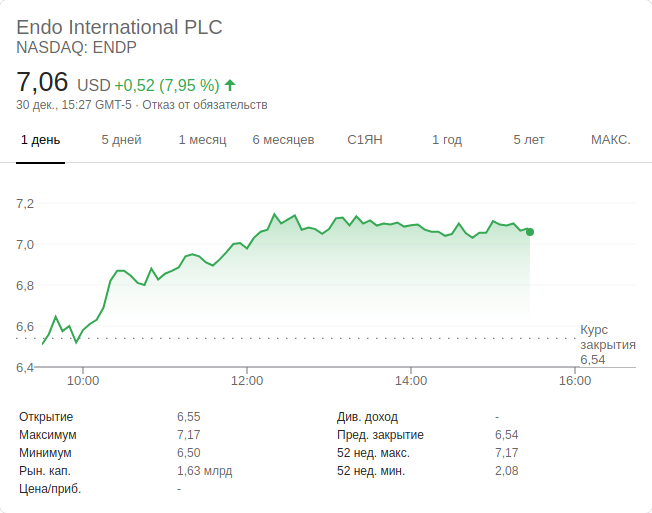 Endo International PLC
NASDAQ: ENDP
7,06 USD +0,52 (7,95 %)
30 дек., 15:27 GMT-5 · Отказ от обязательств
1 день 5 дней 1 месяц 6 месяцев С1ЯН 1 год 5 лет МАКС.
7,2
7,0
6,8
6,6
Курс
закрытия
6,54
6,4
10:00 12:00 14:00 16:00
Открытие 6,55 Див. доход -
Максимум 7,17 Пред. закрытие 6,54
Минимум 6,50 52 нед. макс. 7,17
Рын. кап. 1,63 млрд 52 нед. мин. 2,08
Цена/приб. -